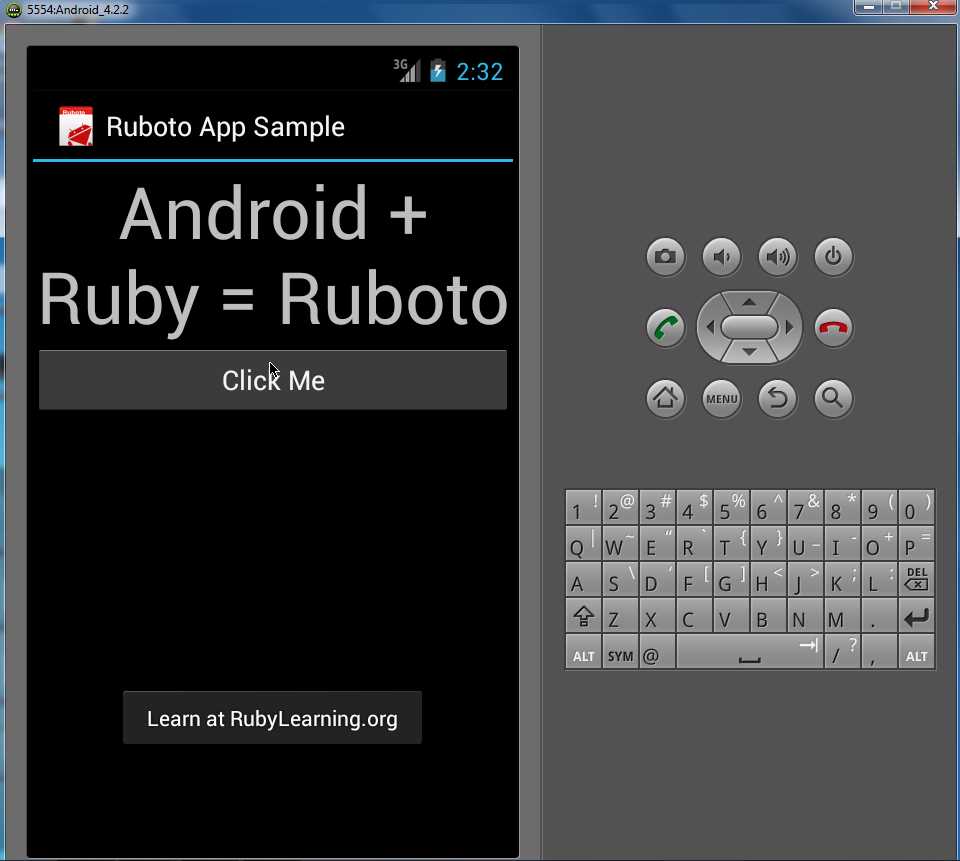 5554:Android_4.2.2
3G 2:32
Ruboto
Ruboto App Sample
Android +
Ruby = Ruboto
Click Me
Learn at RubyLearning.org
MENU
1 ! 2 @ 3 # 4 $ 5 % 6 ^ 7 & 8 * 9 ( 0 )
Q | W ~ E “ R ` T { Y } U _ I - O + P =
A S \ D ‘ F [ G ] H < J > K ; L : DEL
Z X C V B N M .
ALT SYM @ / ? , ALT